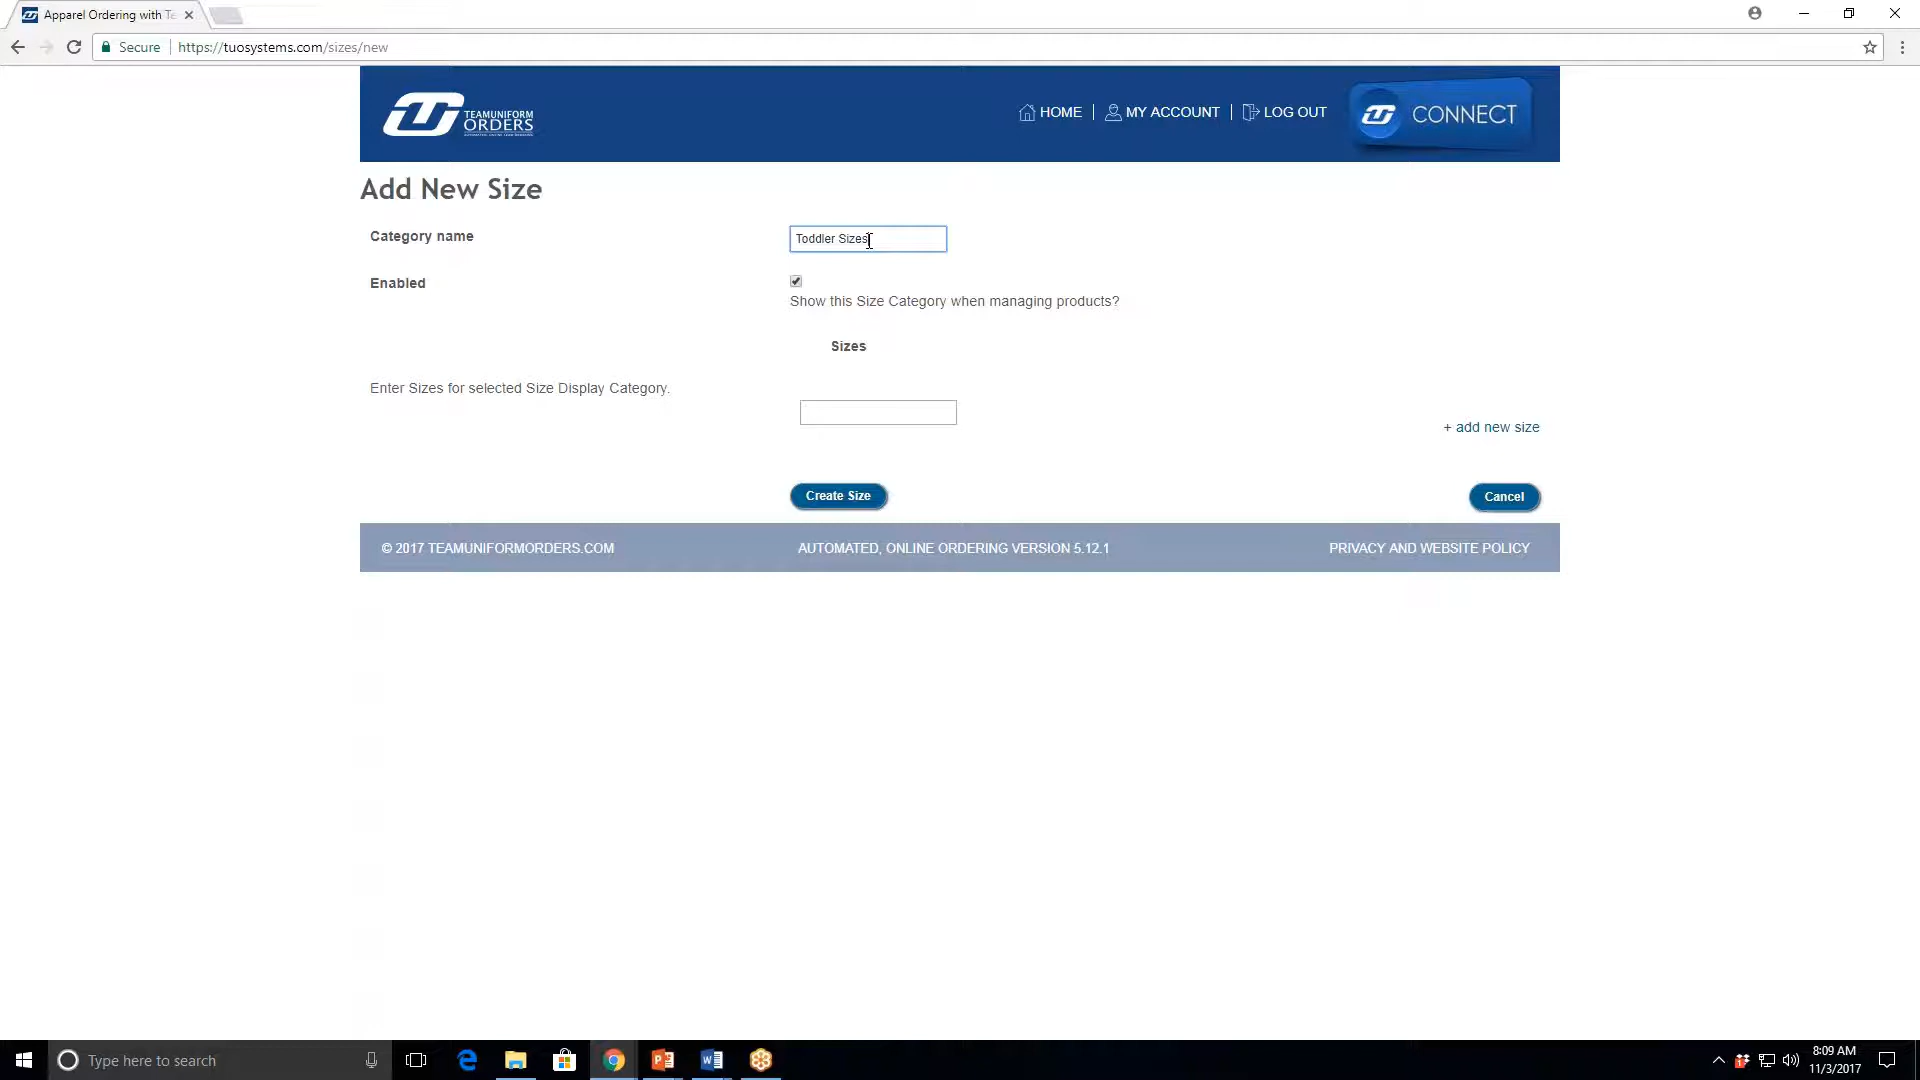 Apparel Ordering with Te
Secure
https://tuosystems.com/sizes/new
TEAMUNIFORM
ORDERS
HOME
MY ACCOUNT
LOG OUT
CONNECT
Add New Size
Category name
Toddler Sizes
Enabled
Show this Size Category when managing products?
Sizes
Enter Sizes for selected Size Display Category.
+ add new size
Create Size
Cancel
© 2017 TEAMUNIFORMORDERS.COM
AUTOMATED, ONLINE ORDERING VERSION 5.12.1
PRIVACY AND WEBSITE POLICY
Type here to search
8:09 AM
11/3/2017